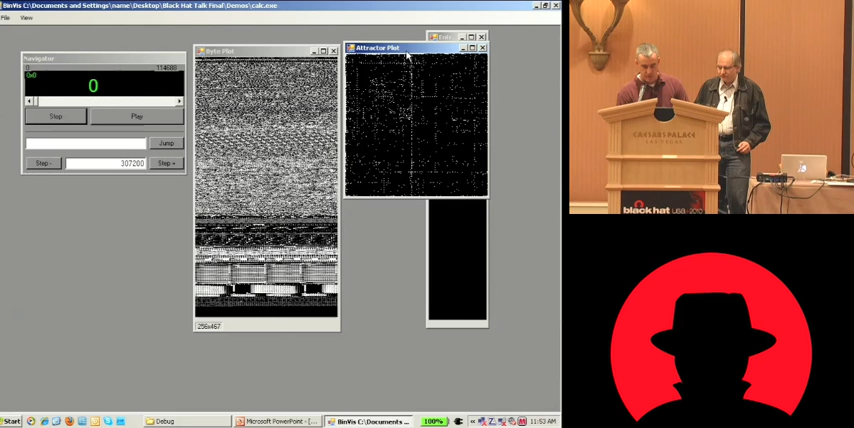 BinVis C:\Documents and Settings\name\Desktop\Black Hat Talk Final\Demos\calc.exe
File View
Navigator
0 114688
0x0
0
Stop Play
Jump
Step- 307200 Step+
Byte Plot
256x467
Attractor Plot
CAESARS PALACE
LAS VEGAS
black hat USA+2010
Start
Debug
Microsoft PowerPoint - [...
BinVis C:\Documents ...
100%
11:53 AM